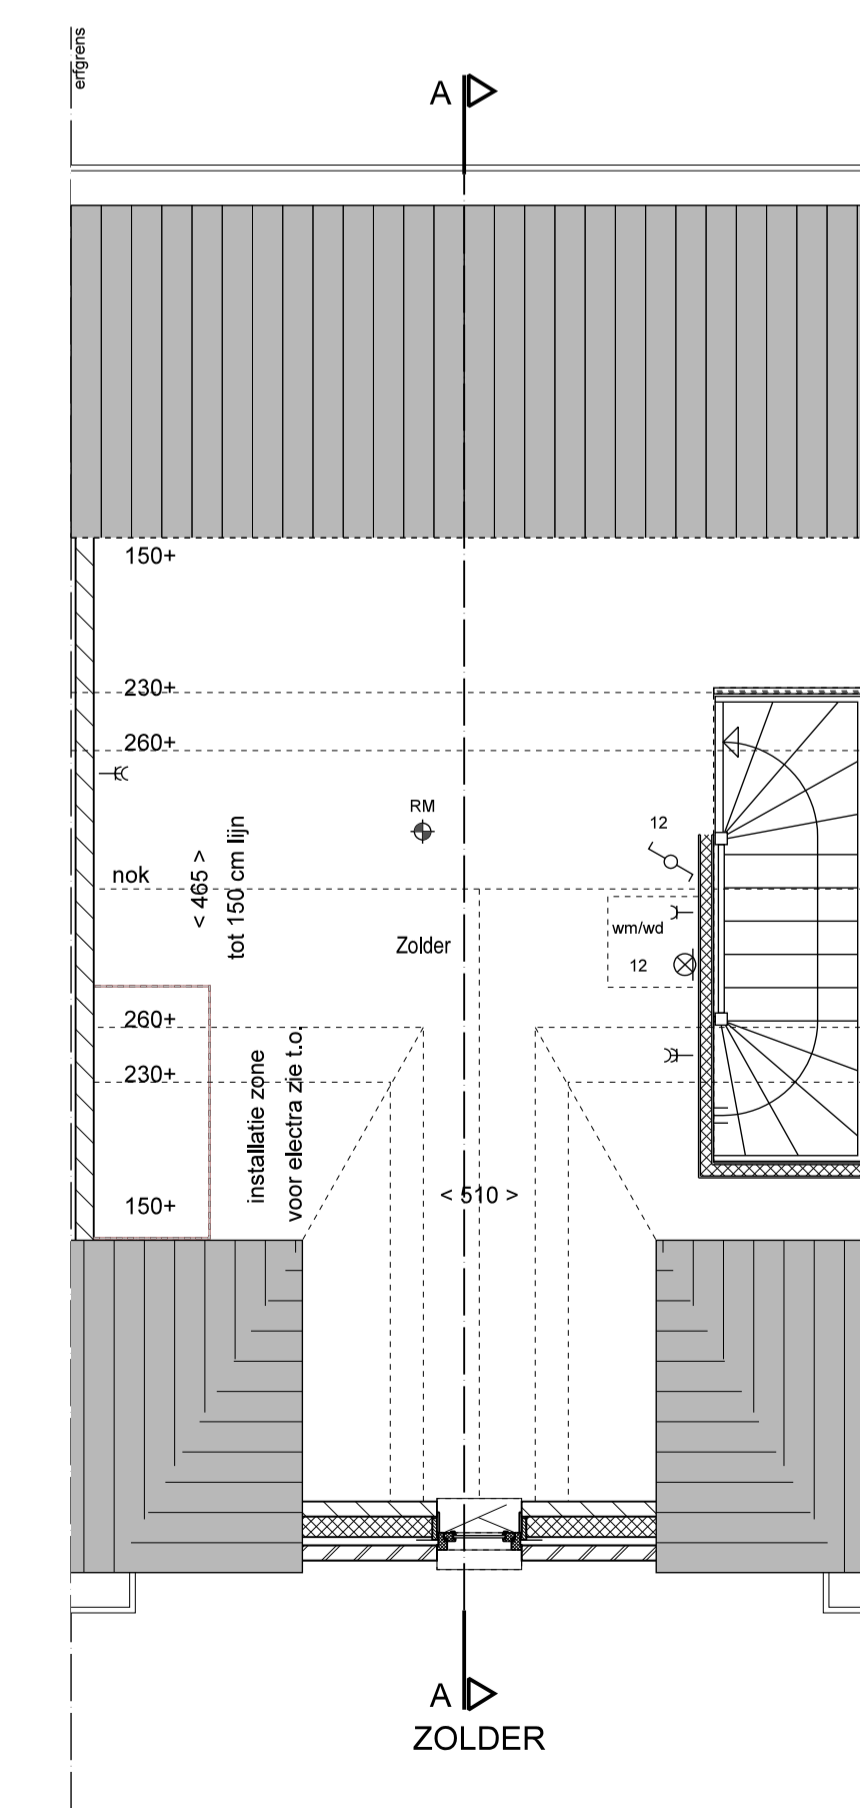 erfgrens
A
150+
230+
260+
RM
12
< 465 >
tot 150 cm lijn
nok
wm/wd
Zolder
12
260+
installatie zone
voor electra zie t.o.
230+
< 510 >
150+
A
ZOLDER